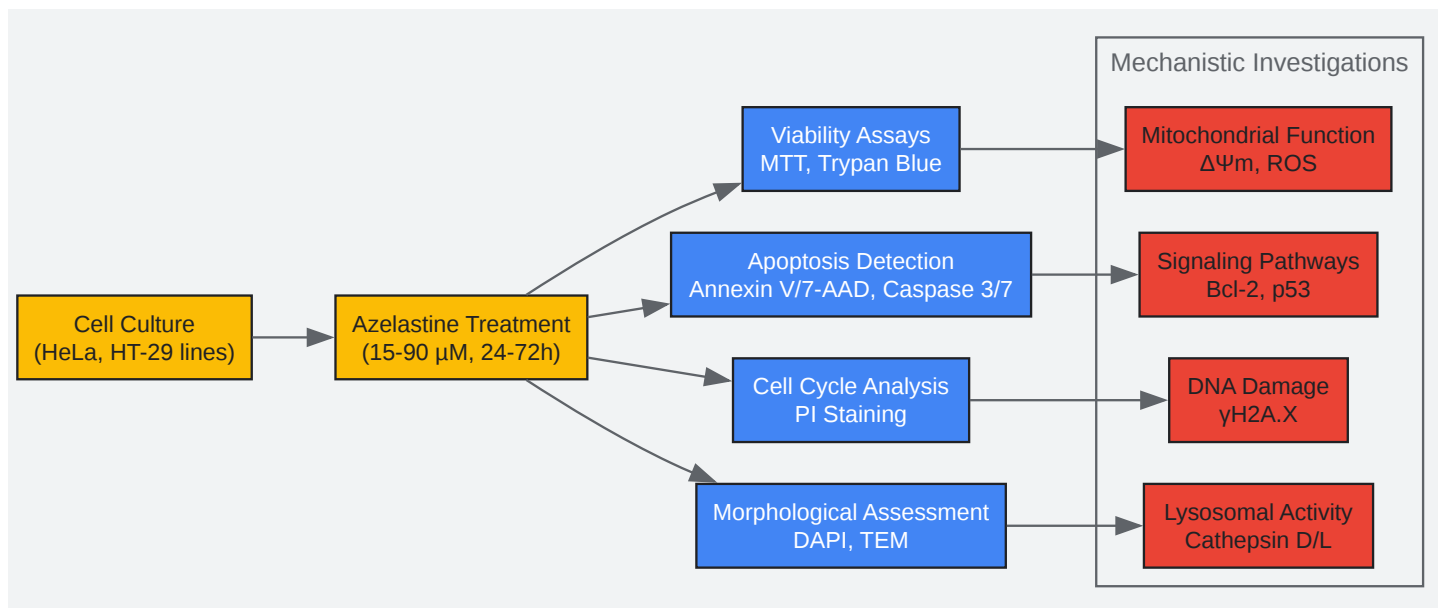 Mechanistic Investigations
Cell Culture
(HeLa, HT-29 lines)
Azelastine Treatment
(15-90 µM, 24-72h)
Viability Assays
MTT, Trypan Blue
Apoptosis Detection
Annexin V/7-AAD, Caspase 3/7
Cell Cycle Analysis
PI Staining
Morphological Assessment
DAPI, TEM
Mitochondrial Function
ΔΨm, ROS
Signaling Pathways
Bcl-2, p53
DNA Damage
γH2A.X
Lysosomal Activity
Cathepsin D/L